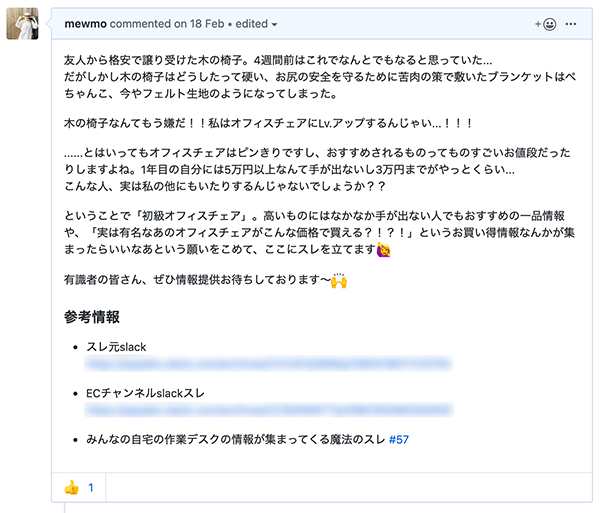 mewmo commented on 18 Feb • edited
友人から格安で譲り受けた木の椅子。4週間前はこれでなんとでもなると思っていた...
だがしかし木の椅子はどうしたって硬い、お尻の安全を守るために苦肉の策で敷いたブランケットはぺ
ちゃんこ、今やフェルト生地のようになってしまった。
木の椅子なんてもう嫌だ！！私はオフィスチェアにLv.アップするんじゃい...！！！
……とはいってもオフィスチェアはピンきりですし、おすすめされるものってものすごいお値段だった
りしますよね。1年目の自分には5万円以上なんて手が出ないし3万円までがやっとくらい...
こんな人、実は私の他にもいたりするんじゃないでしょうか？？
ということで「初級オフィスチェア」。高いものにはなかなか手が出ない人でもおすすめの一品情報
や、「実は有名なあのオフィスチェアがこんな価格で買える？！？！」というお買い得情報なんかが集
まったらいいなあという願いをこめて、ここにスレを立てます🙋
有識者の皆さん、ぜひ情報提供お待ちしております〜🙌
参考情報
• スレ元slack
• ECチャンネルslackスレ
• みんなの自宅の作業デスクの情報が集まってくる魔法のスレ #57
👍 1